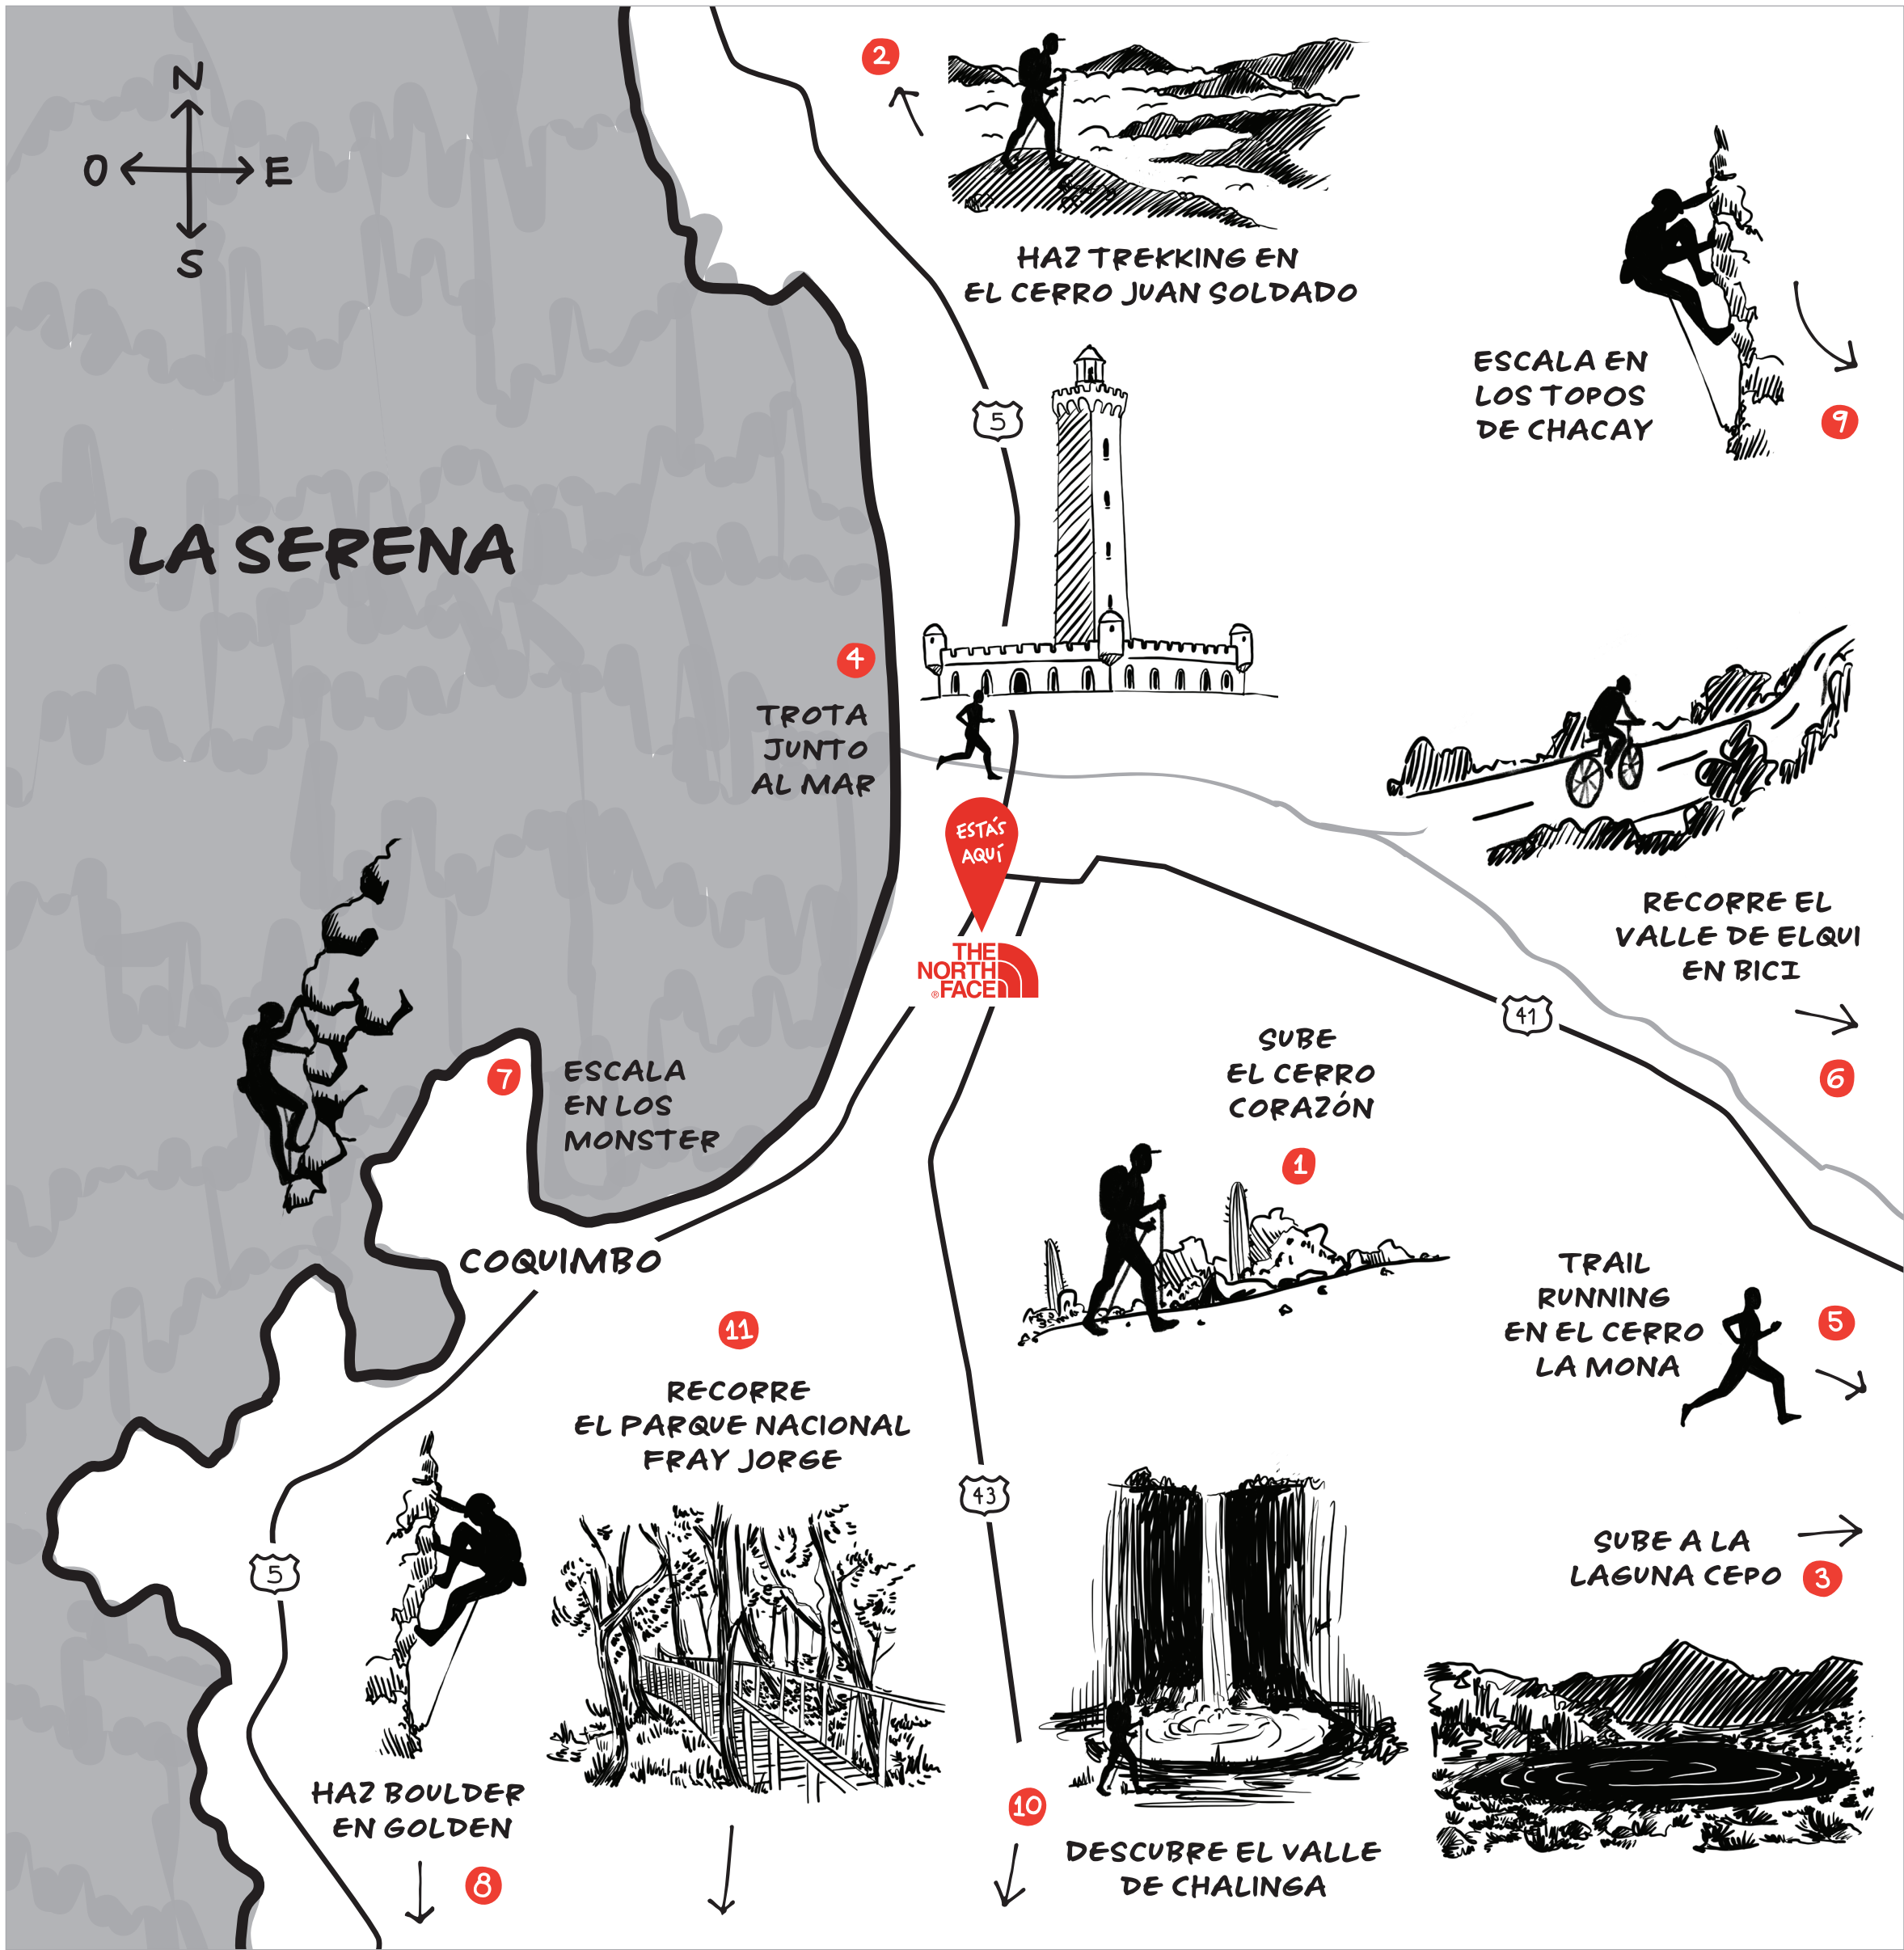 N
O
E
S
LA SERENA
2
HAZ TREKKING EN
EL CERRO JUAN SOLDADO
ESCALA EN
LOS TOPOS
DE CHACAY
9
5
4
TROTA
JUNTO
AL MAR
ESTÁS
AQUÍ
THE
NORTH
®FACE
RECORRE EL
VALLE DE ELQUI
EN BICI
6
41
SUBE
EL CERRO
CORAZÓN
1
7
ESCALA
EN LOS
MONSTER
COQUIMBO
TRAIL
RUNNING
EN EL CERRO
LA MONA
5
11
RECORRE
EL PARQUE NACIONAL
FRAY JORGE
43
5
SUBE A LA
LAGUNA CEPO
3
HAZ BOULDER
EN GOLDEN
8
10
DESCUBRE EL VALLE
DE CHALINGA